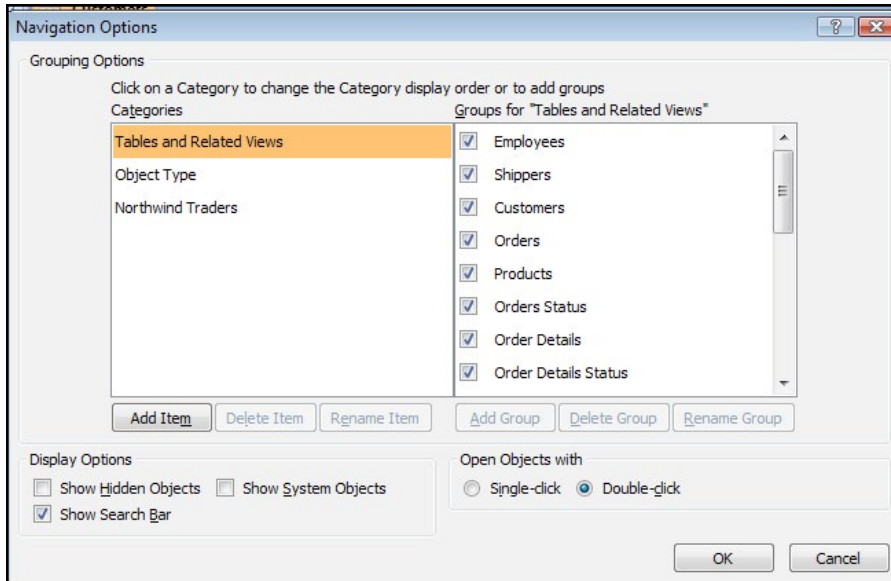 Customers
Navigation Options
Grouping Options
Click on a Category to change the Category display order or to add groups
Categories
Groups for "Tables and Related Views"
Tables and Related Views
Object Type
Northwind Traders
Employees
Shippers
Customers
Orders
Products
Orders Status
Order Details
Order Details Status
Add Item
Delete Item
Rename Item
Add Group
Delete Group
Rename Group
Display Options
Show Hidden Objects
Show System Objects
Show Search Bar
Open Objects with
Single-click
Double-click
OK
Cancel